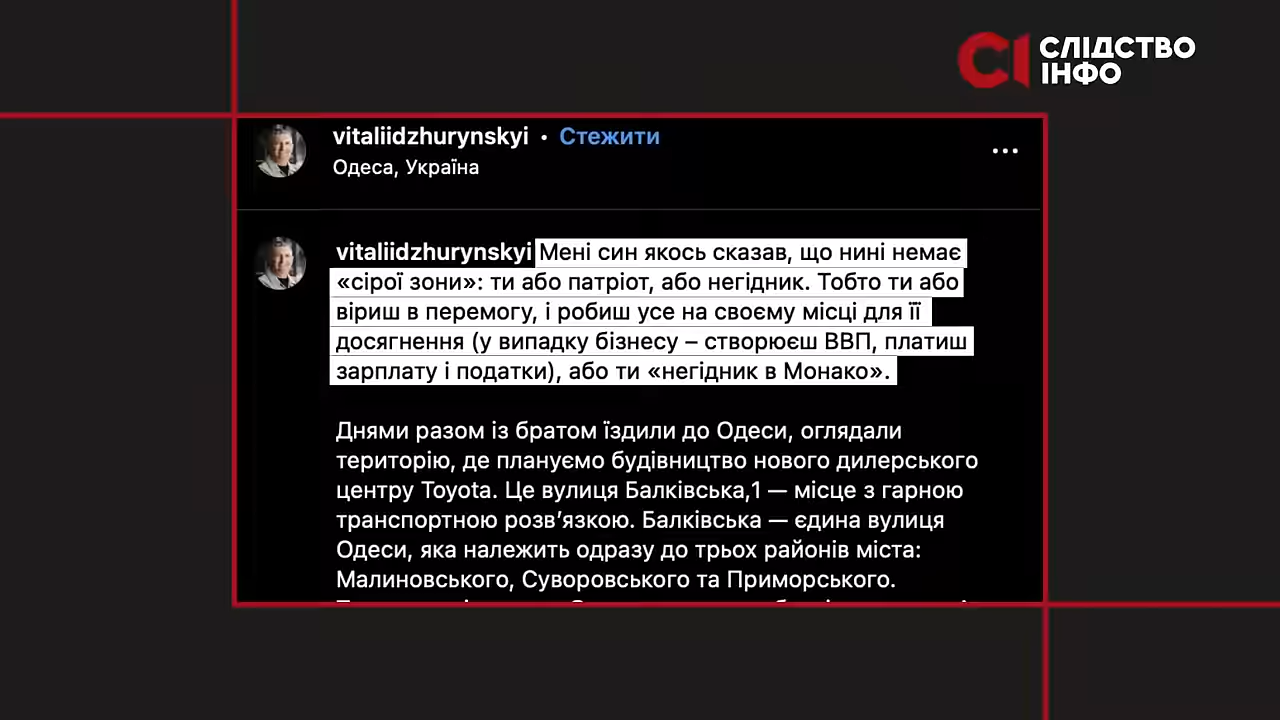 СЛІДСТВО
ІНФО
vitaliidzhurynskyi • Стежити
Одеса, Україна
vitaliidzhurynskyi Мені син якось сказав, що нині немає
«сірої зони»: ти або патріот, або негідник. Тобто ти або
віриш в перемогу, і робиш усе на своєму місці для її
досягнення (у випадку бізнесу – створюєш ВВП, платиш
зарплату і податки), або ти «негідник в Монако».
Днями разом із братом їздили до Одеси, оглядали
територію, де плануємо будівництво нового дилерського
центру Toyota. Це вулиця Балківська,1 — місце з гарною
транспортною розв’язкою. Балківська — єдина вулиця
Одеси, яка належить одразу до трьох районів міста:
Малиновського, Суворовського та Приморського.